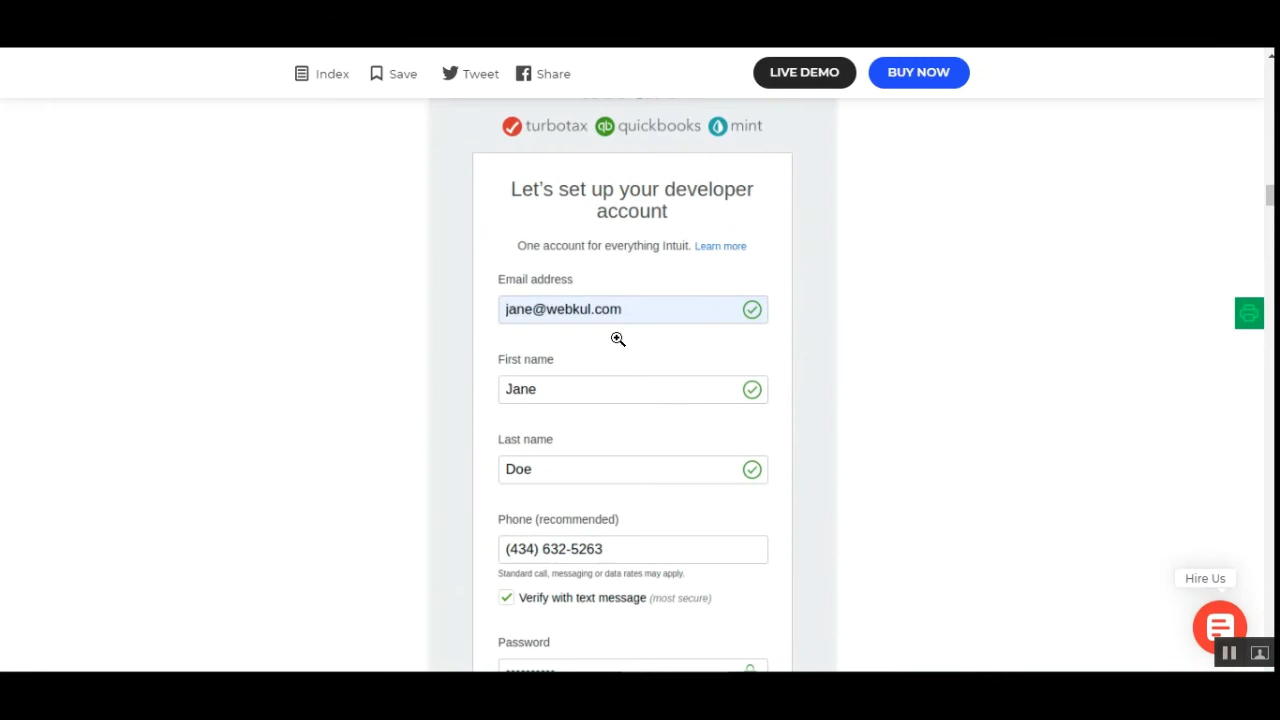 Index
Save
Tweet
Share
LIVE DEMO
BUY NOW
turbotax
qb quickbooks
mint
Let's set up your developer
account
One account for everything Intuit. Learn more
Email address
jane@webkul.com
First name
Jane
Last name
Doe
Phone (recommended)
(434) 632-5263
Standard call, messaging or data rates may apply.
Verify with text message (most secure)
Hire Us
Password